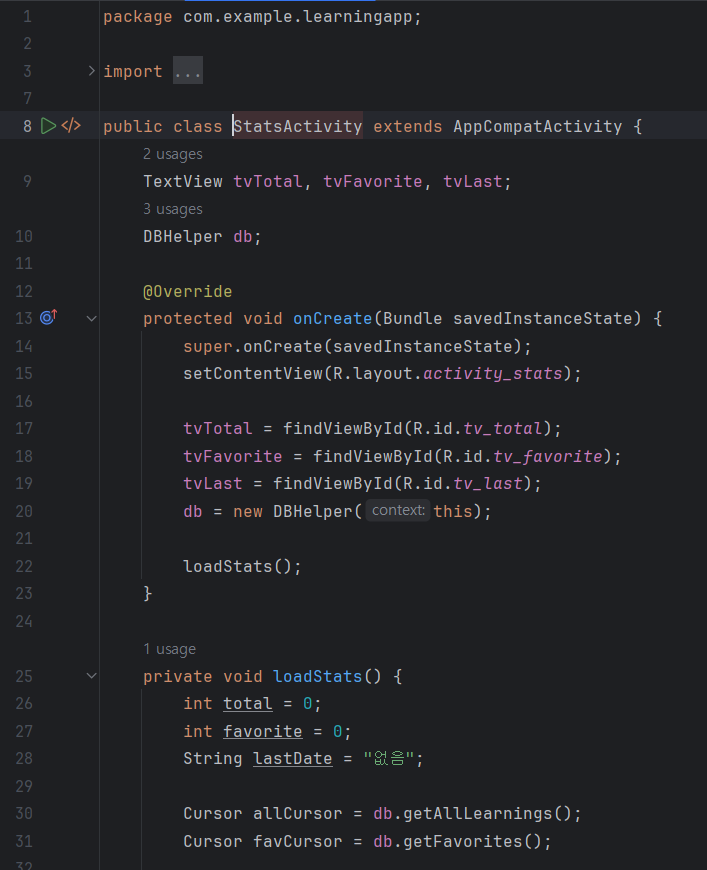 1 package com.example.learningapp;
2
3 import ...
7
8 public class StatsActivity extends AppCompatActivity {
2 usages
9 TextView tvTotal, tvFavorite, tvLast;
3 usages
10 DBHelper db;
11
12 @Override
13 protected void onCreate(Bundle savedInstanceState) {
14 super.onCreate(savedInstanceState);
15 setContentView(R.layout.activity_stats);
16
17 tvTotal = findViewById(R.id.tv_total);
18 tvFavorite = findViewById(R.id.tv_favorite);
19 tvLast = findViewById(R.id.tv_last);
20 db = new DBHelper( context: this);
21
22 loadStats();
23 }
24
1 usage
25 private void loadStats() {
26 int total = 0;
27 int favorite = 0;
28 String lastDate = "없음";
29
30 Cursor allCursor = db.getAllLearnings();
31 Cursor favCursor = db.getFavorites();
32